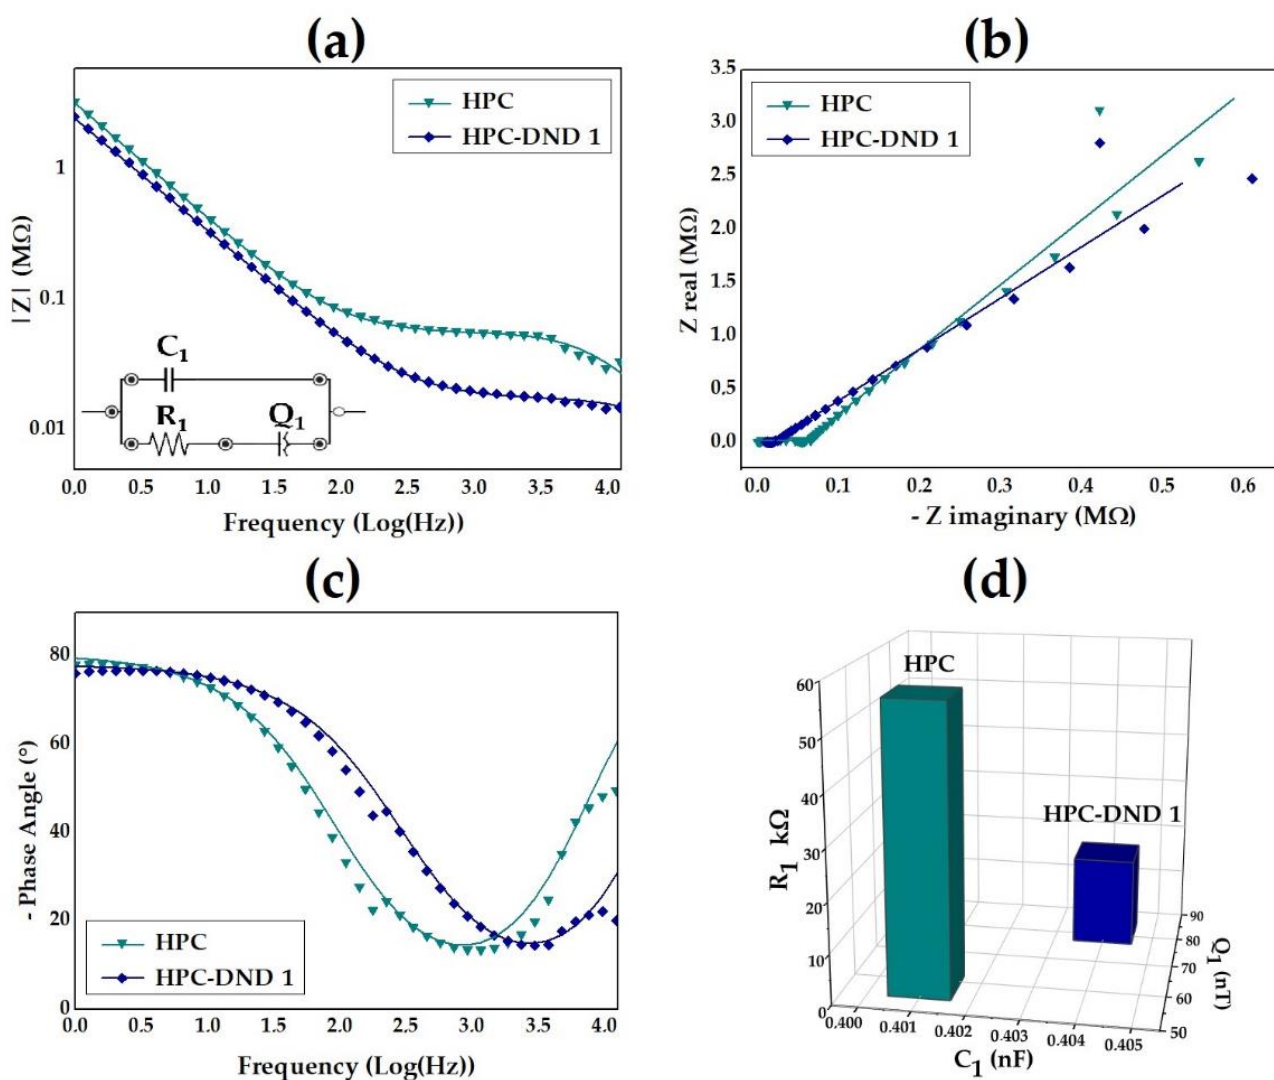 (a)
HPC
HPC-DND 1
|Z| (MΩ)
1
0.1
0.01
C1
R1
Q1
0.0 0.5 1.0 1.5 2.0 2.5 3.0 3.5 4.0
Frequency (Log(Hz))
(b)
HPC
HPC-DND 1
Z real (MΩ)
3.5
3.0
2.5
2.0
1.5
1.0
0.5
0.0
0.0 0.1 0.2 0.3 0.4 0.5 0.6
- Z imaginary (MΩ)
(c)
- Phase Angle (°)
80
60
40
20
0
HPC
HPC-DND 1
0.0 0.5 1.0 1.5 2.0 2.5 3.0 3.5 4.0
Frequency (Log(Hz))
(d)
HPC
HPC-DND 1
R1 kΩ
60
50
40
30
20
10
0
0.400 0.401 0.402 0.403 0.404 0.405
C1 (nF)
90
80
70
60
50
Q1 (nT)